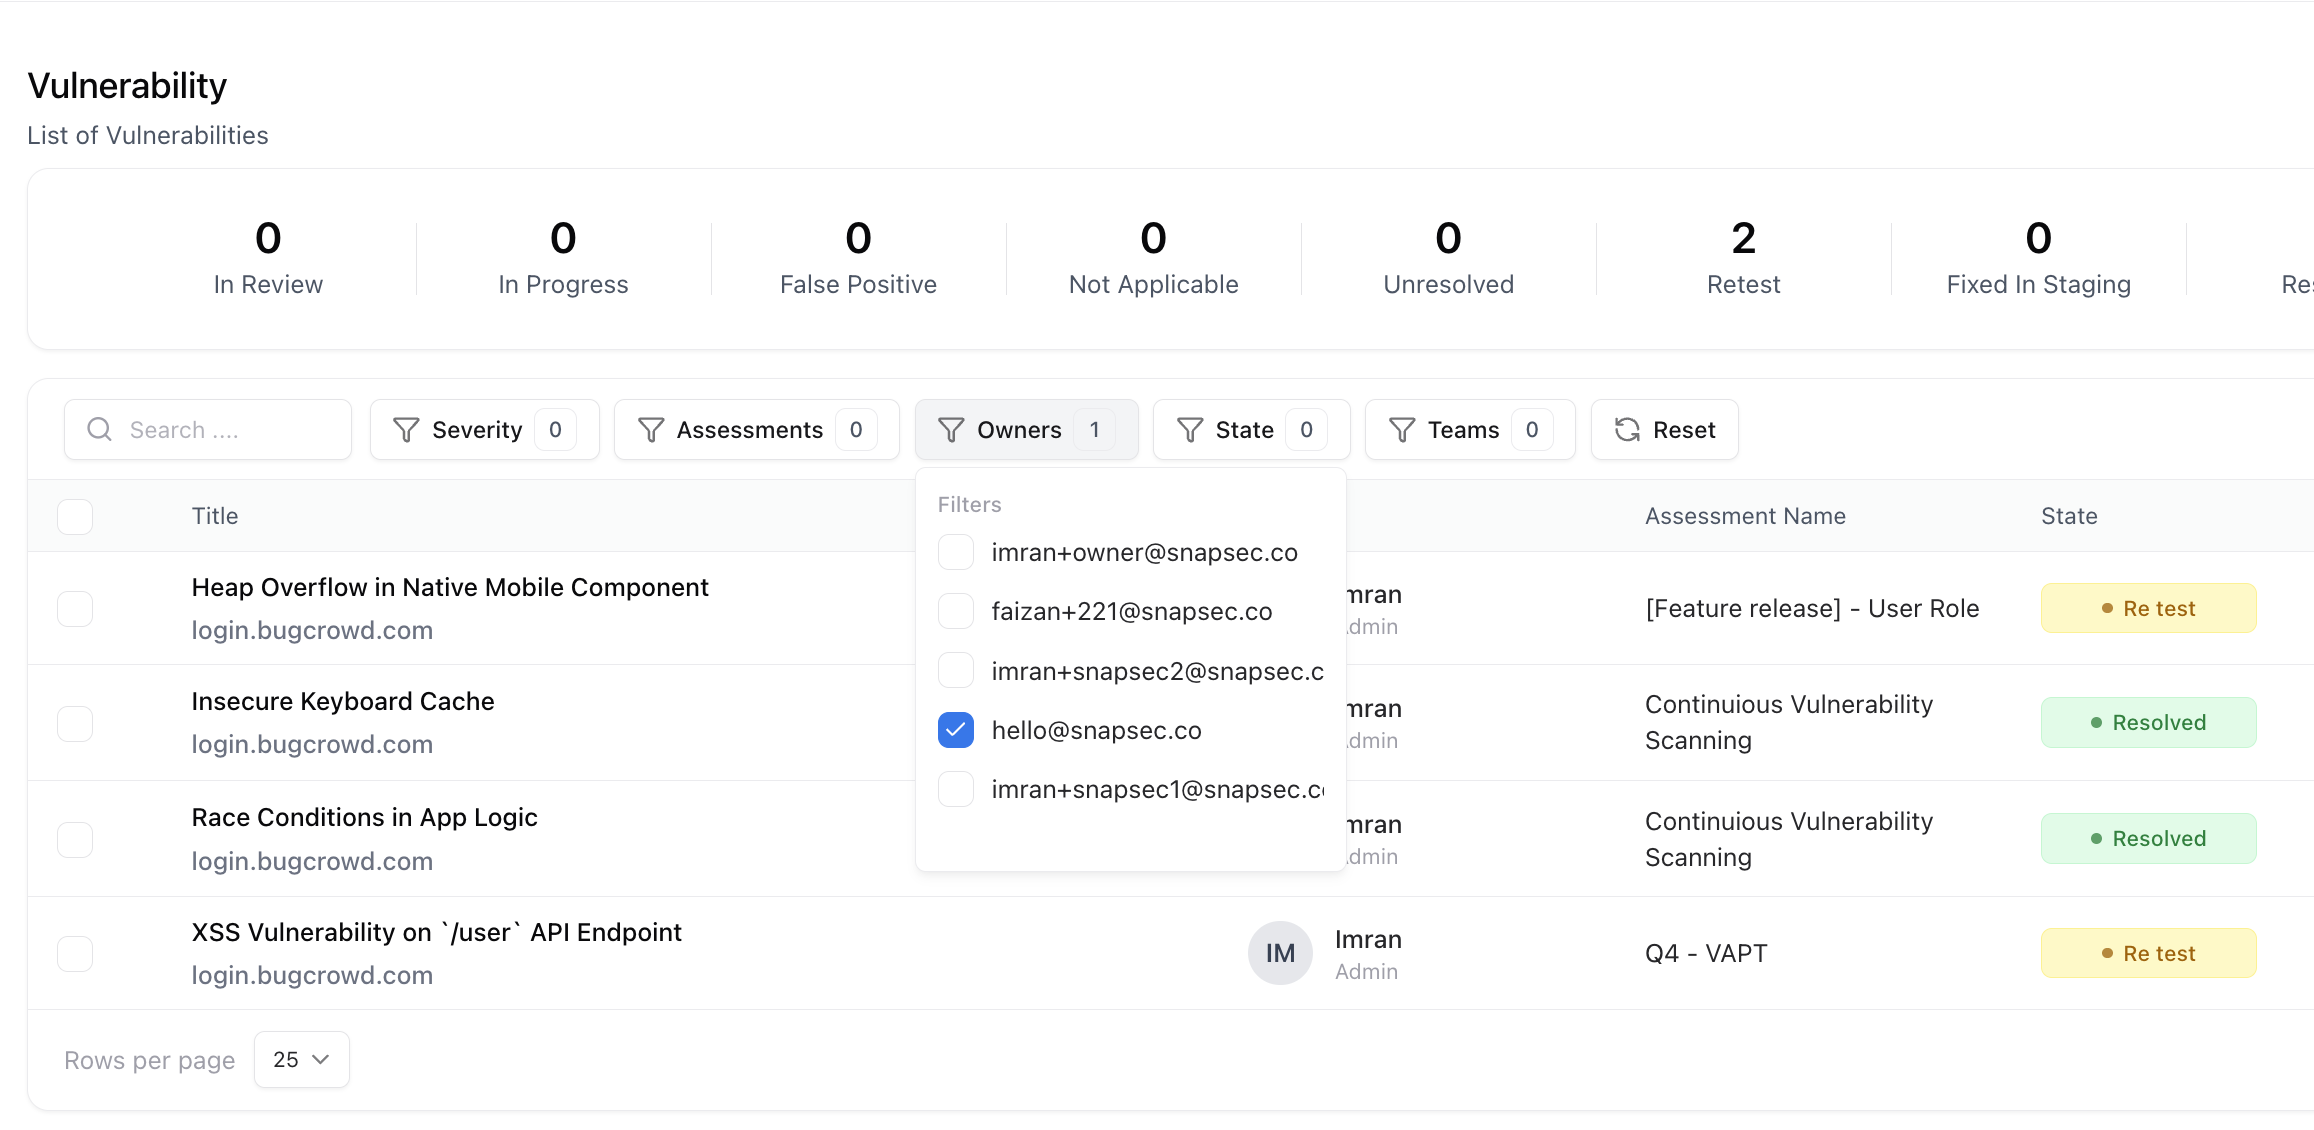 Vulnerability
List of Vulnerabilities
0
In Review
0
In Progress
0
False Positive
0
Not Applicable
0
Unresolved
2
Retest
0
Fixed In Staging
Search ....
Severity 0
Assessments 0
Owners 1
State 0
Teams 0
Reset
Title
Assessment Name
State
Filters
imran+owner@snapsec.co
faizan+221@snapsec.co
imran+snapsec2@snapsec.c
hello@snapsec.co
imran+snapsec1@snapsec.c
Heap Overflow in Native Mobile Component
login.bugcrowd.com
mran
dmin
[Feature release] - User Role
Re test
Insecure Keyboard Cache
login.bugcrowd.com
mran
dmin
Continuious Vulnerability
Scanning
Resolved
Race Conditions in App Logic
login.bugcrowd.com
mran
dmin
Continuious Vulnerability
Scanning
Resolved
XSS Vulnerability on `/user` API Endpoint
login.bugcrowd.com
IM
Imran
Admin
Q4 - VAPT
Re test
Rows per page
25